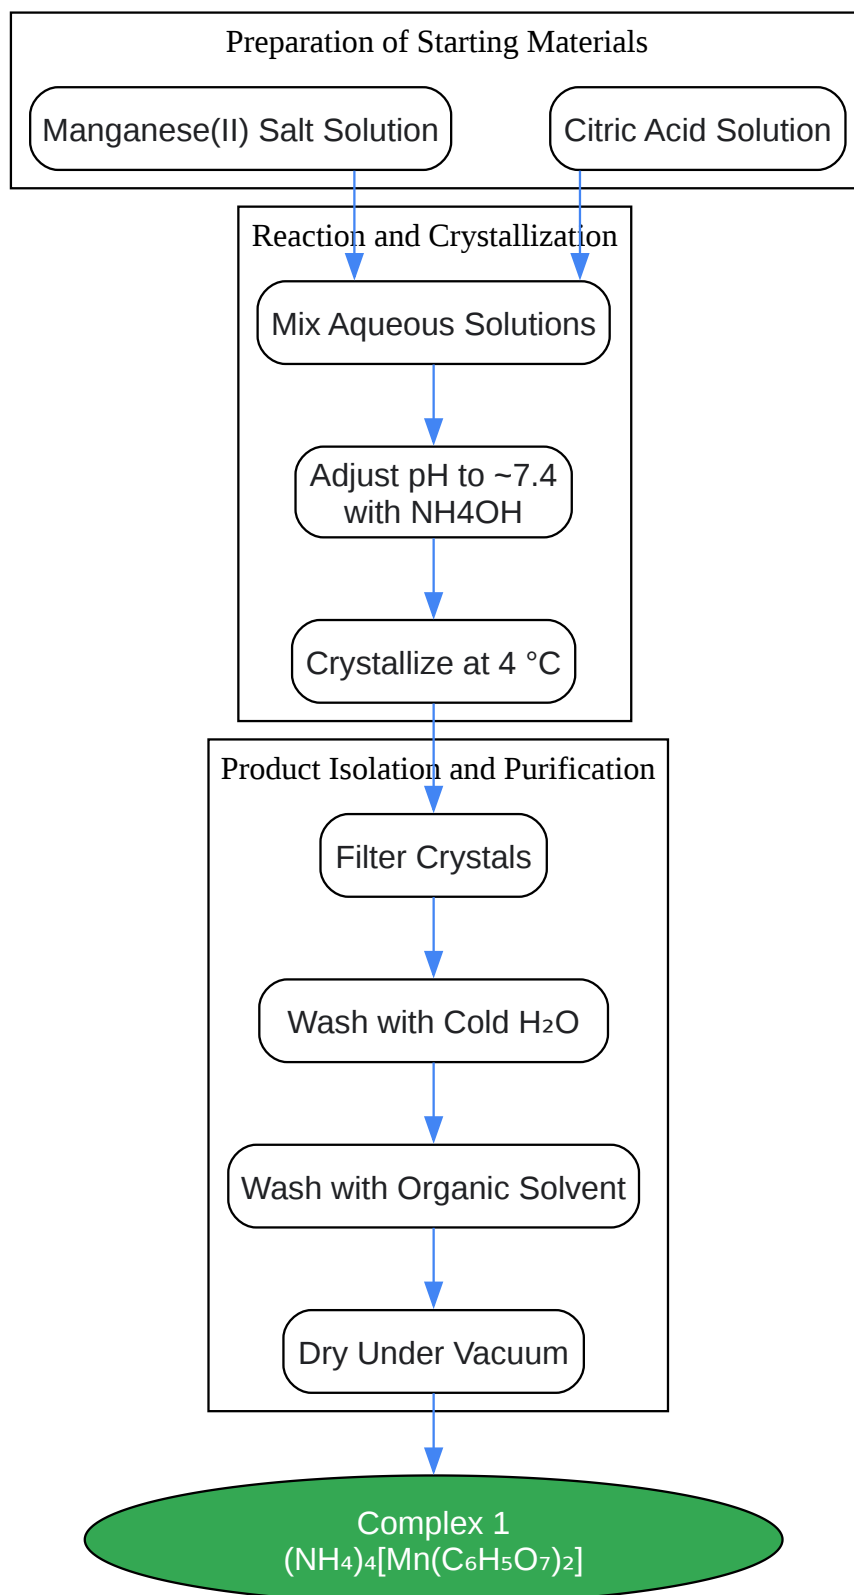 Preparation of Starting Materials
Manganese(II) Salt Solution
Citric Acid Solution
Reaction and Crystallization
Mix Aqueous Solutions
Adjust pH to ~7.4
with NH4OH
Crystallize at 4 °C
Product Isolation and Purification
Filter Crystals
Wash with Cold H₂O
Wash with Organic Solvent
Dry Under Vacuum
Complex 1
(NH₄)₄[Mn(C₆H₅O₇)₂]